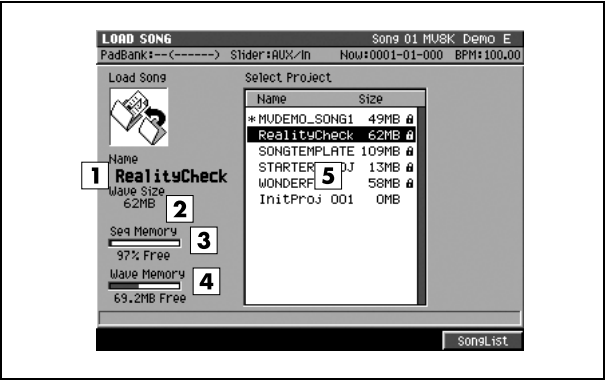 LOAD SONG Song 01 MV8K Demo E
PadBank:--(------) Slider:AUX/In Now:0001-01-000 BPM:100.00
Load Song
Select Project
Name Size
*MVDEMO_SONG1 49MB
RealityCheck 62MB
SONGTEMPLATE 109MB
STARTER OJ 13MB
WONDERF 58MB
InitProj 001 0MB
5
Name
1 RealityCheck
Wave Size
62MB 2
Seq Memory
3
97% Free
Wave Memory
4
69.2MB Free
SongList